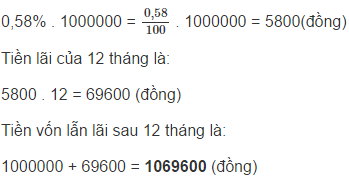 0,58% . 1000000 = 0,58/100 . 1000000 = 5800(đồng)
Tiền lãi của 12 tháng là:
5800 . 12 = 69600 (đồng)
Tiền vốn lẫn lãi sau 12 tháng là:
1000000 + 69600 = 1069600 (đồng)